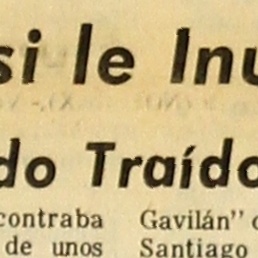 si le Inu
do Traído
contraba
de unos
Gavilán" d
Santiago